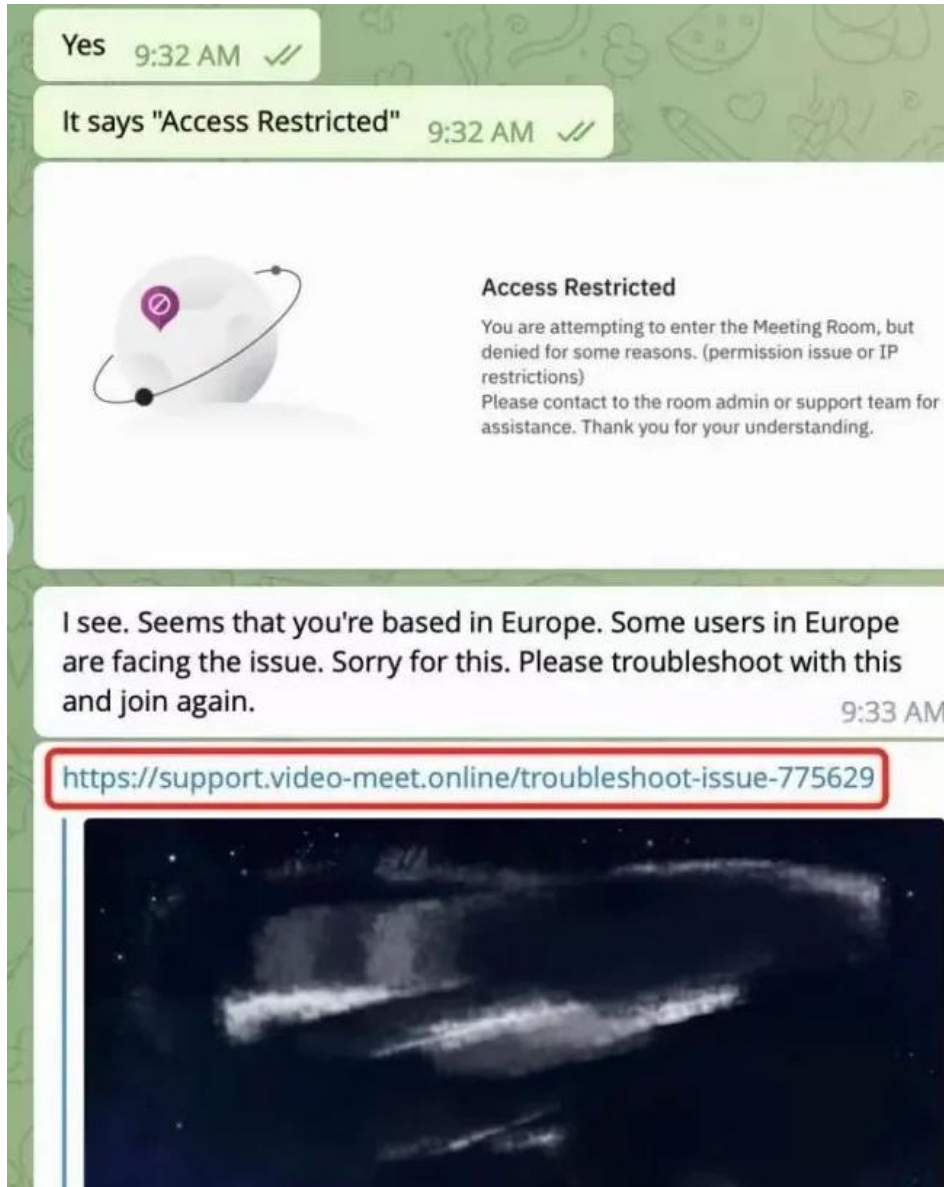 Yes 9:32 AM
It says "Access Restricted" 9:32 AM
Access Restricted
You are attempting to enter the Meeting Room, but
denied for some reasons. (permission issue or IP
restrictions)
Please contact to the room admin or support team for
assistance. Thank you for your understanding.
I see. Seems that you're based in Europe. Some users in Europe
are facing the issue. Sorry for this. Please troubleshoot with this
and join again.
9:33 AM
https://support.video-meet.online/troubleshoot-issue-775629